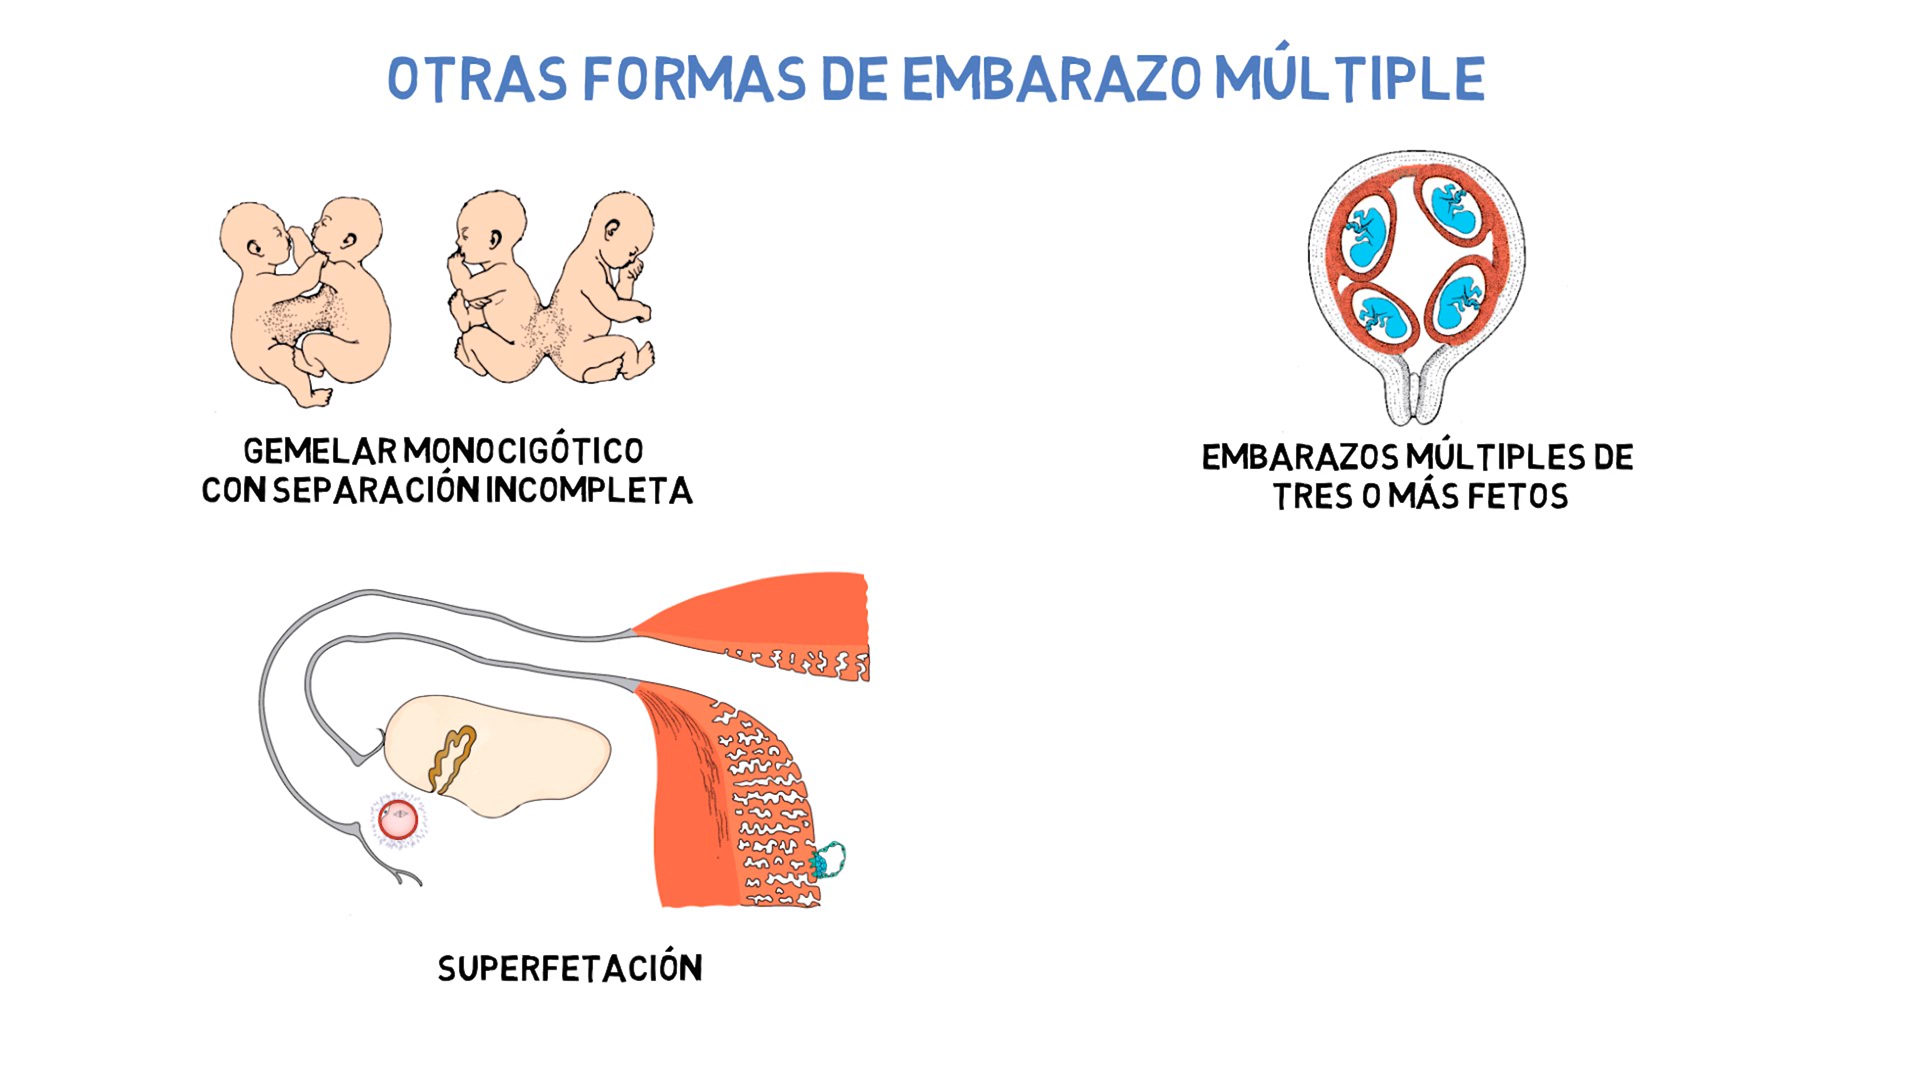 OTRAS FORMAS DE EMBARAZO MÚLTIPLE
GEMELAR MONOCIGÓTICO
CON SEPARACIÓN INCOMPLETA
EMBARAZOS MÚLTIPLES DE
TRES O MÁS FETOS
SUPERFETACIÓN